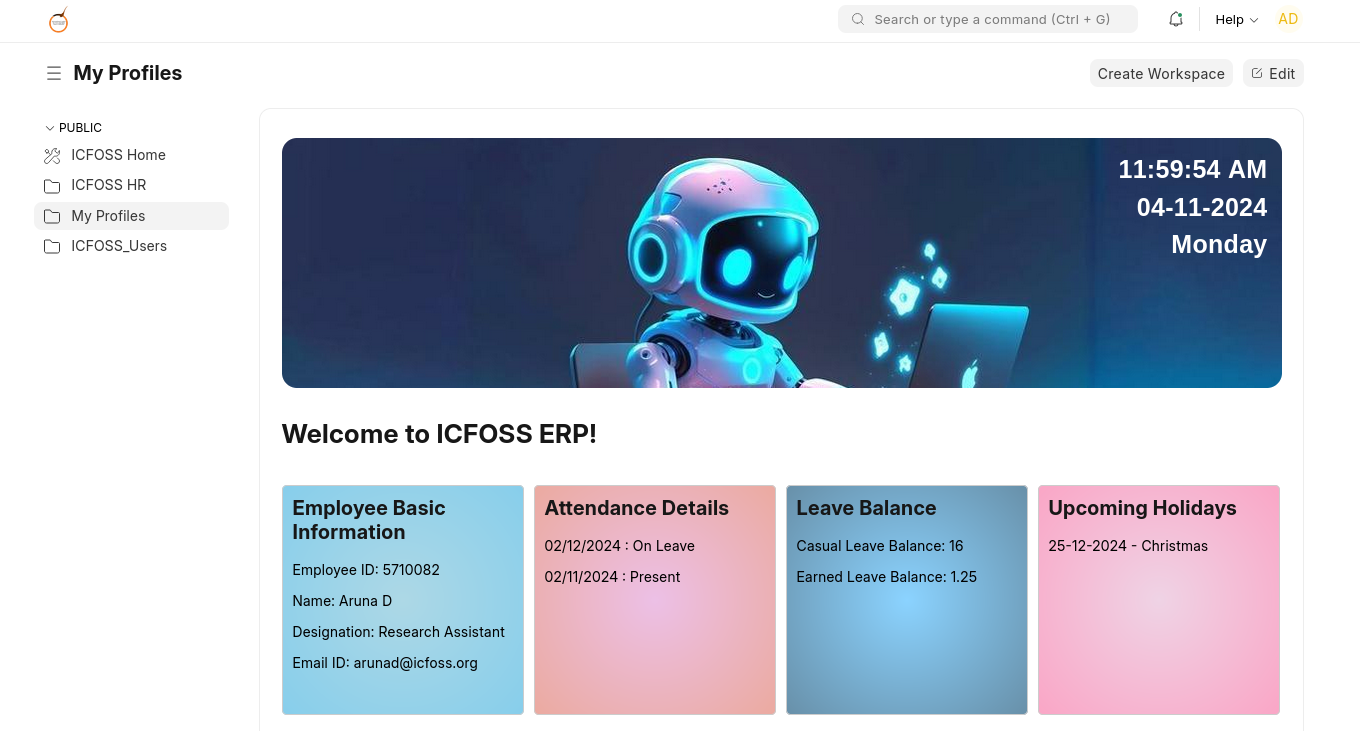 Search or type a command (Ctrl + G)
Help
AD
My Profiles
Create Workspace
Edit
PUBLIC
ICFOSS Home
ICFOSS HR
My Profiles
ICFOSS_Users
11:59:54 AM
04-11-2024
Monday
Welcome to ICFOSS ERP!
Employee Basic
Information
Employee ID: 5710082
Name: Aruna D
Designation: Research Assistant
Email ID: arunad@icfoss.org
Attendance Details
02/12/2024 : On Leave
02/11/2024 : Present
Leave Balance
Casual Leave Balance: 16
Earned Leave Balance: 1.25
Upcoming Holidays
25-12-2024 - Christmas